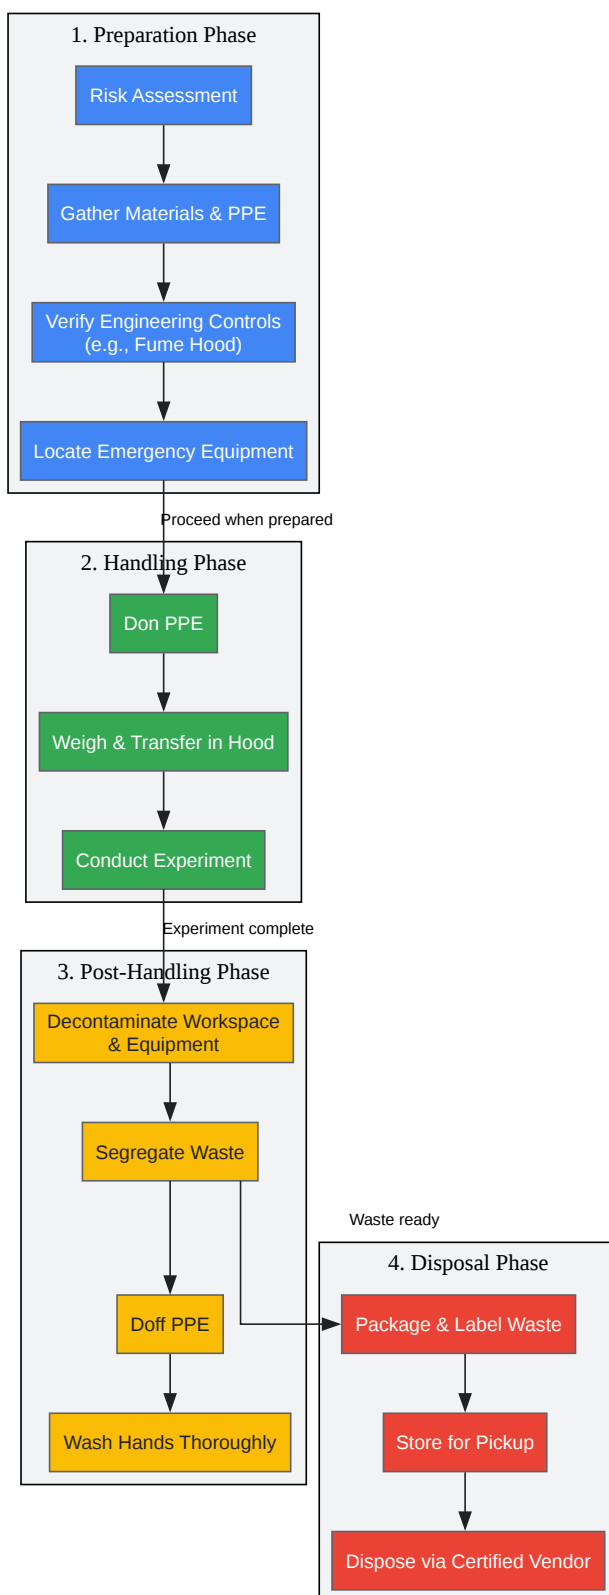 1. Preparation Phase
Risk Assessment
Gather Materials & PPE
Verify Engineering Controls
(e.g., Fume Hood)
Locate Emergency Equipment
Proceed when prepared
2. Handling Phase
Don PPE
Weigh & Transfer in Hood
Conduct Experiment
Experiment complete
3. Post-Handling Phase
Decontaminate Workspace
& Equipment
Segregate Waste
Doff PPE
Wash Hands Thoroughly
Waste ready
4. Disposal Phase
Package & Label Waste
Store for Pickup
Dispose via Certified Vendor